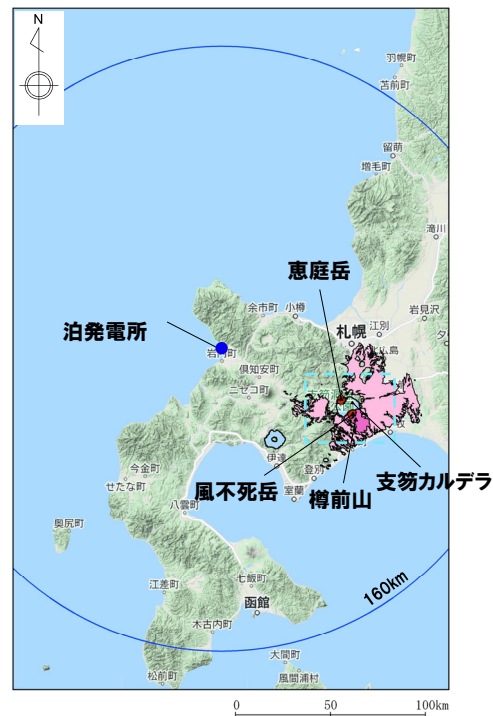 N
羽幌町
苫前町
留萌
増毛町
滝川
恵庭岳
余市町
小樽
岩見沢
札幌
江別
泊発電所
岩内町
北広島
倶知安町
ニセコ町
伊達
支笏カルデラ
登別
風不死岳
樽前山
室蘭
今金町
せたな町
八雲町
奥尻町
160km
江差町
七飯町
函館
木古内町
大間町
松前町
風間浦村
0
50
100km